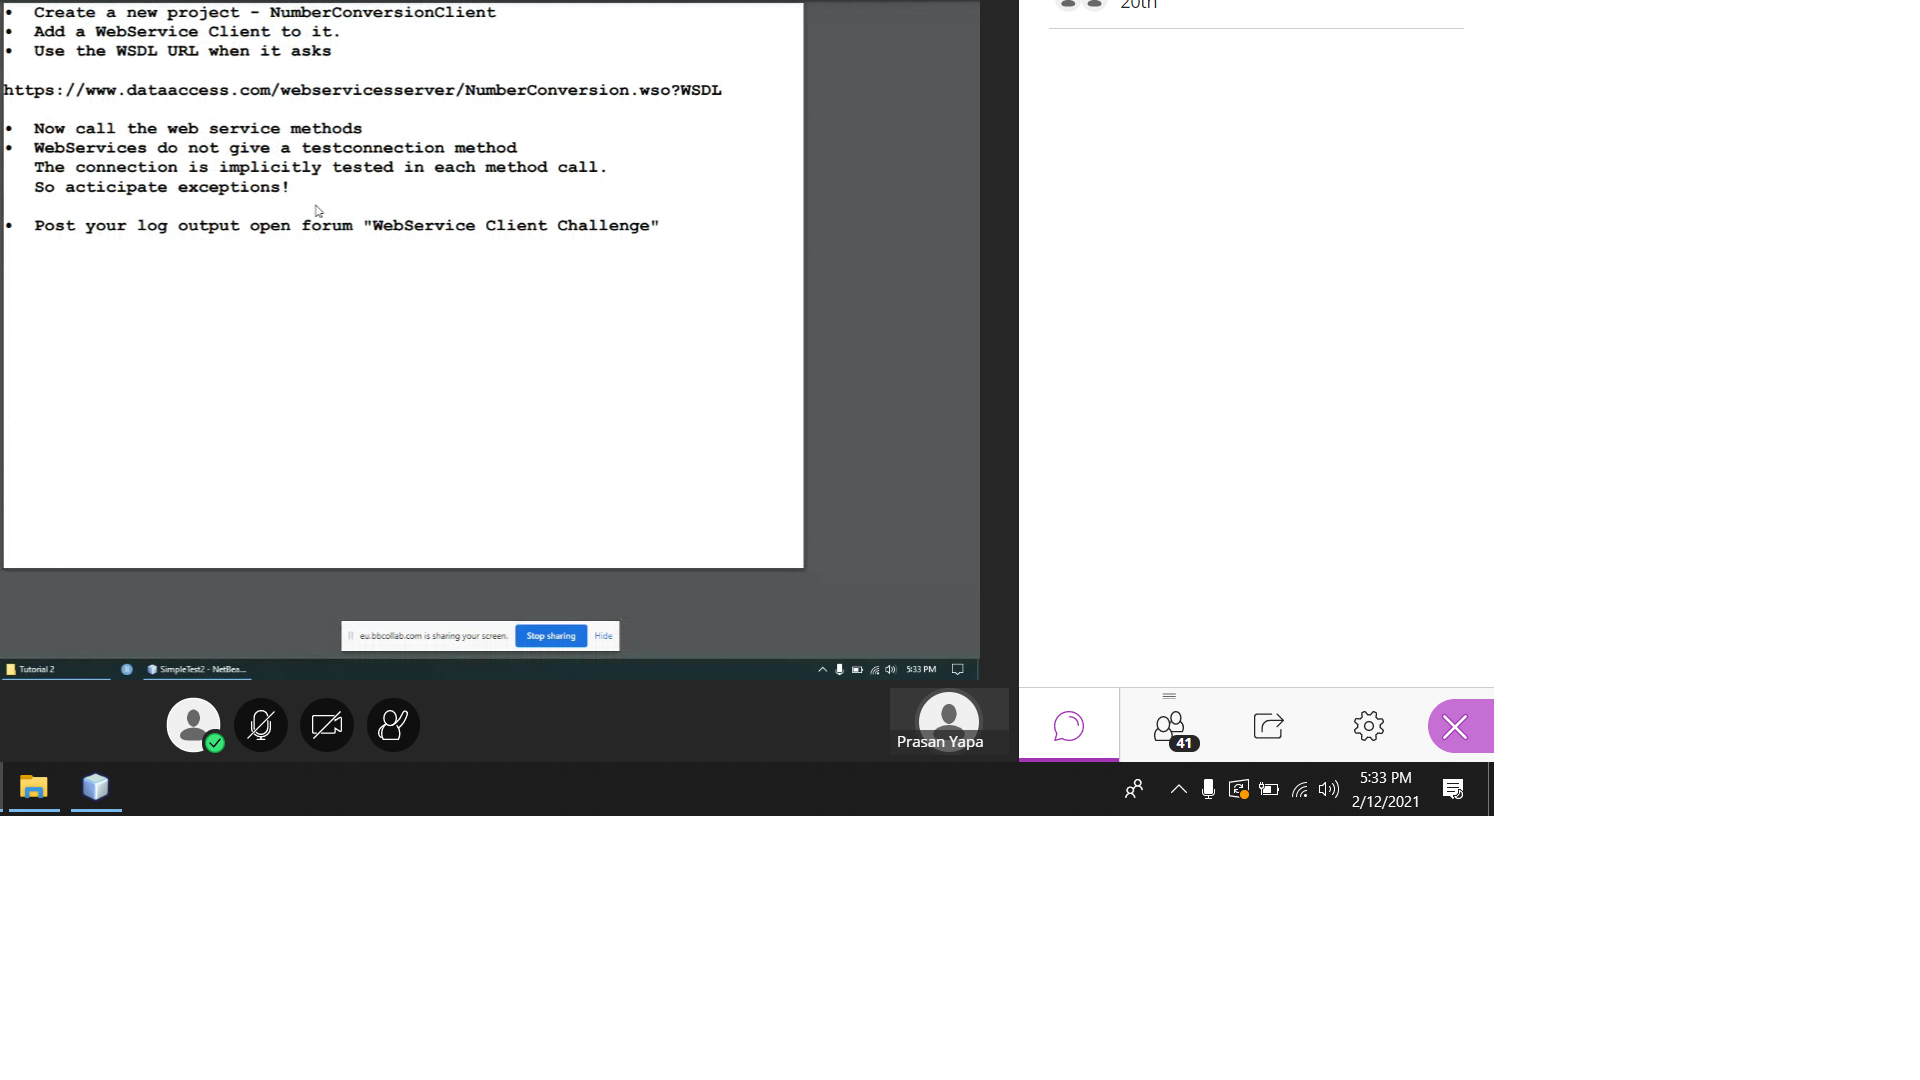 • Create a new project - NumberConversionClient
• Add a WebService Client to it.
• Use the WSDL URL when it asks
https://www.dataaccess.com/webservicesserver/NumberConversion.wso?WSDL
• Now call the web service methods
• WebServices do not give a testconnection method
The connection is implicitly tested in each method call.
So acticipate exceptions!
• Post your log output open forum "WebService Client Challenge"
20th
eu.bbcollab.com is sharing your screen. Stop sharing Hide
Tutorial 2 SimpleTest2 - NetBea... 5:33 PM
Prasan Yapa
41
5:33 PM
2/12/2021